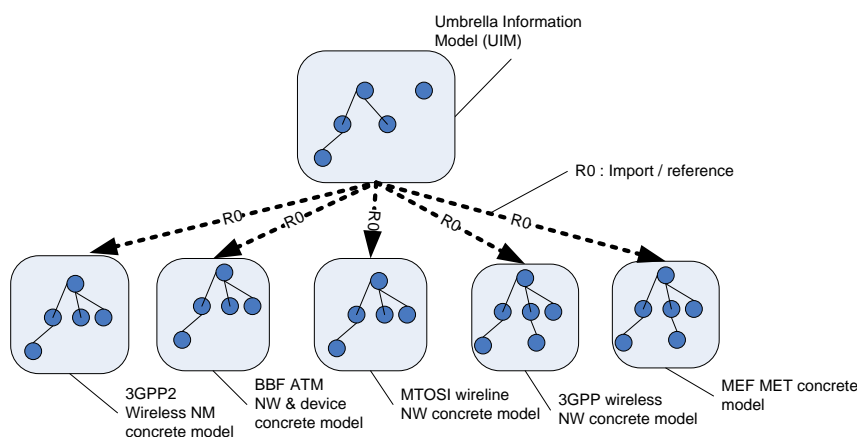 Umbrella Information
Model (UIM)
R0 : Import / reference
R0
R0
R0
R0
R0
3GPP2
Wireless NM
concrete model
BBF ATM
NW & device
concrete model
MTOSI wireline
NW concrete model
3GPP wireless
NW concrete model
MEF MET concrete
model